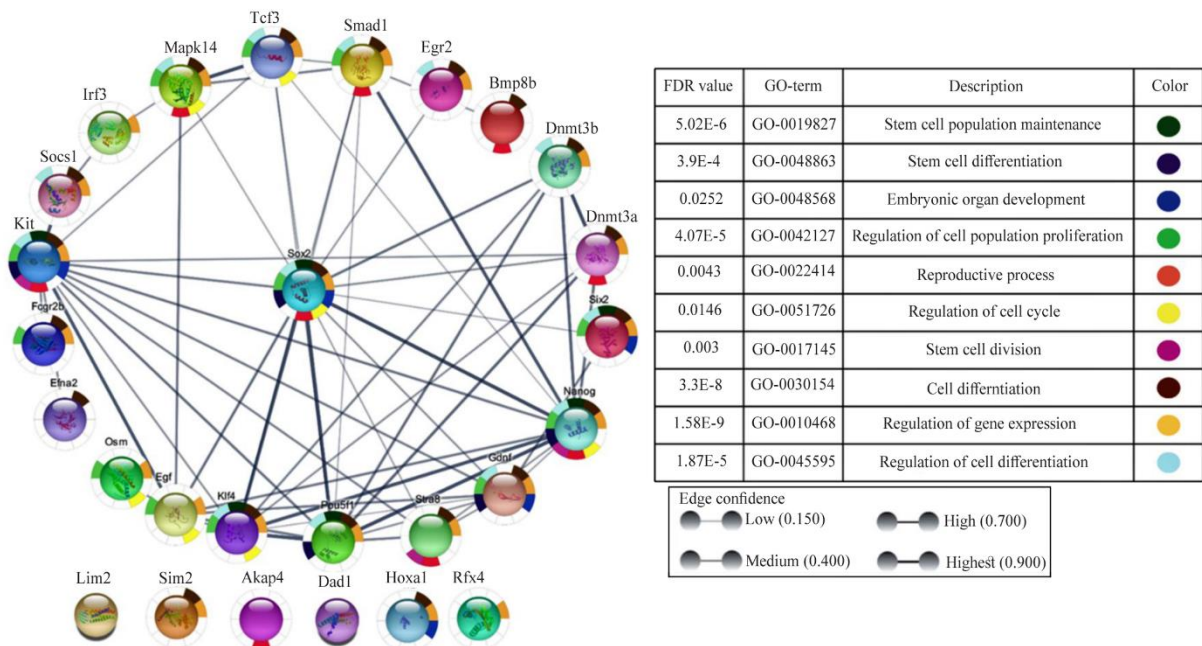 Tcf3
Smad1
Mapk14
Egr2
Bmp8b
Irf3
Dnmt3b
Socs1
Dnmt3a
Kit
Sox2
Six2
Fcgr2b
Nanog
Efna2
Gdnf
Osm
Egf
Klf4
Pou5f1
Stra8
Lim2
Sim2
Akap4
Dad1
Hoxa1
Rfx4
FDR value GO-term Description Color
5.02E-6 GO-0019827 Stem cell population maintenance
3.9E-4 GO-0048863 Stem cell differentiation
0.0252 GO-0048568 Embryonic organ development
4.07E-5 GO-0042127 Regulation of cell population proliferation
0.0043 GO-0022414 Reproductive process
0.0146 GO-0051726 Regulation of cell cycle
0.003 GO-0017145 Stem cell division
3.3E-8 GO-0030154 Cell differntiation
1.58E-9 GO-0010468 Regulation of gene expression
1.87E-5 GO-0045595 Regulation of cell differentiation
Edge confidence
Low (0.150) High (0.700)
Medium (0.400) Highest (0.900)